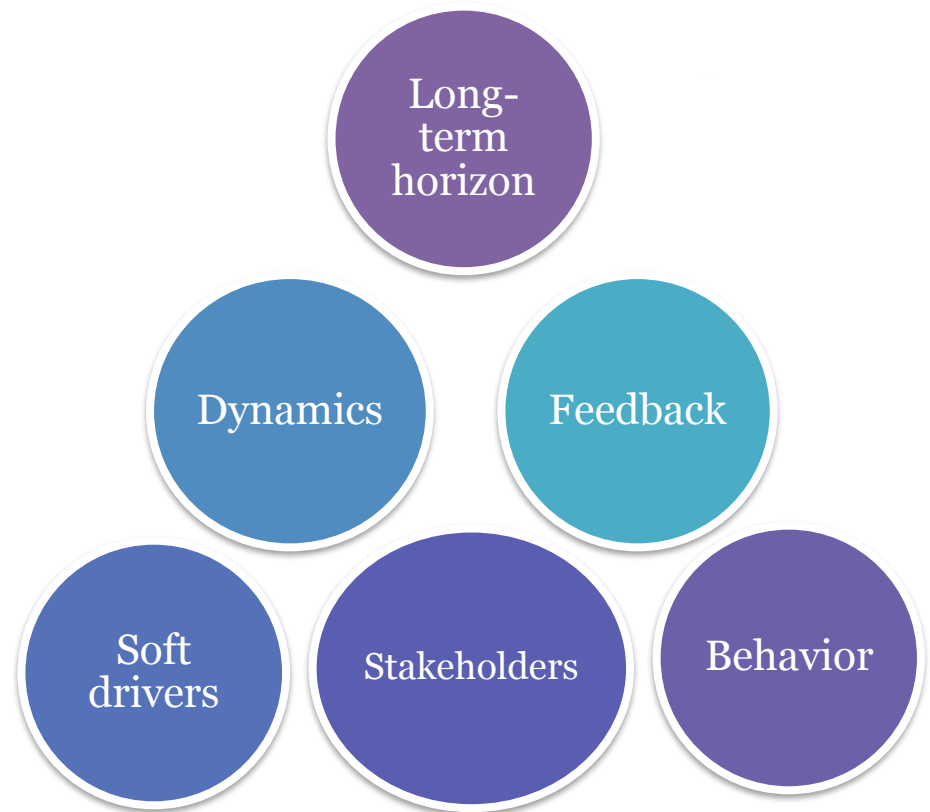 Long-
term
horizon
Dynamics
Feedback
Soft
drivers
Stakeholders
Behavior